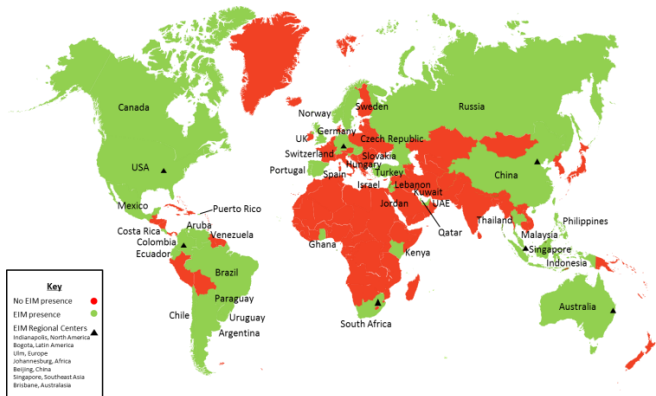 Canada
Norway
Sweden
Russia
Germany
UK
Czech Republic
Switzerland
Slovakia
Hungary
USA
Portugal
Spain
Turkey
China
Israel
Lebanon
Kuwait
Mexico
Puerto Rico
Jordan
UAE
Qatar
Thailand
Philippines
Costa Rica
Aruba
Colombia
Venezuela
Ecuador
Ghana
Kenya
Malaysia
Singapore
Indonesia
Brazil
Paraguay
Chile
Uruguay
Argentina
South Africa
Australia
Key
No EIM presence
EIM presence
EIM Regional Centers
Indianapolis, North America
Bogota, Latin America
Ulm, Europe
Johannesburg, Africa
Beijing, China
Singapore, Southeast Asia
Brisbane, Australasia